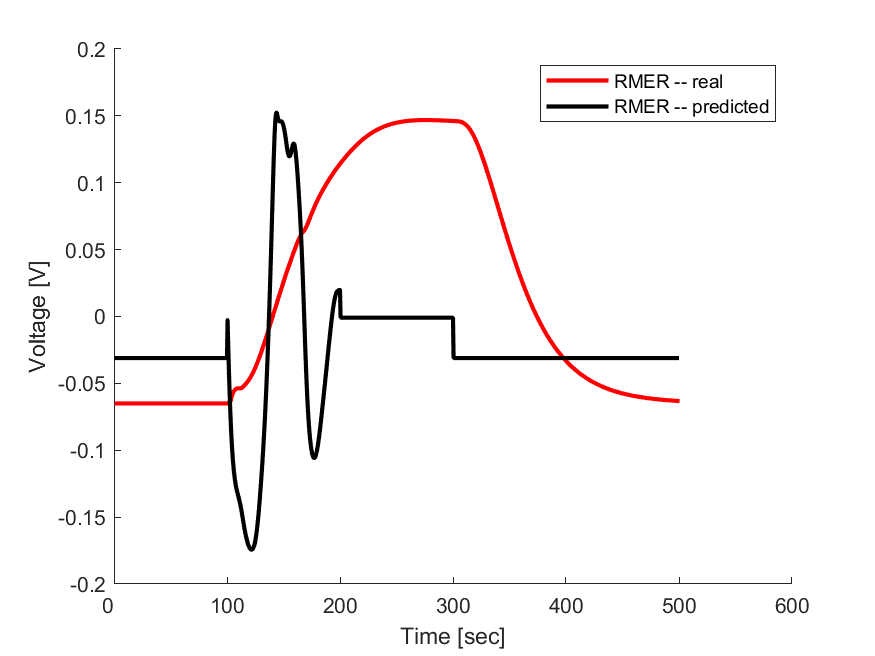 0.2
0.15
0.1
0.05
0
-0.05
-0.1
-0.15
-0.2
0 100 200 300 400 500 600
Voltage [V]
Time [sec]
RMER -- real
RMER -- predicted